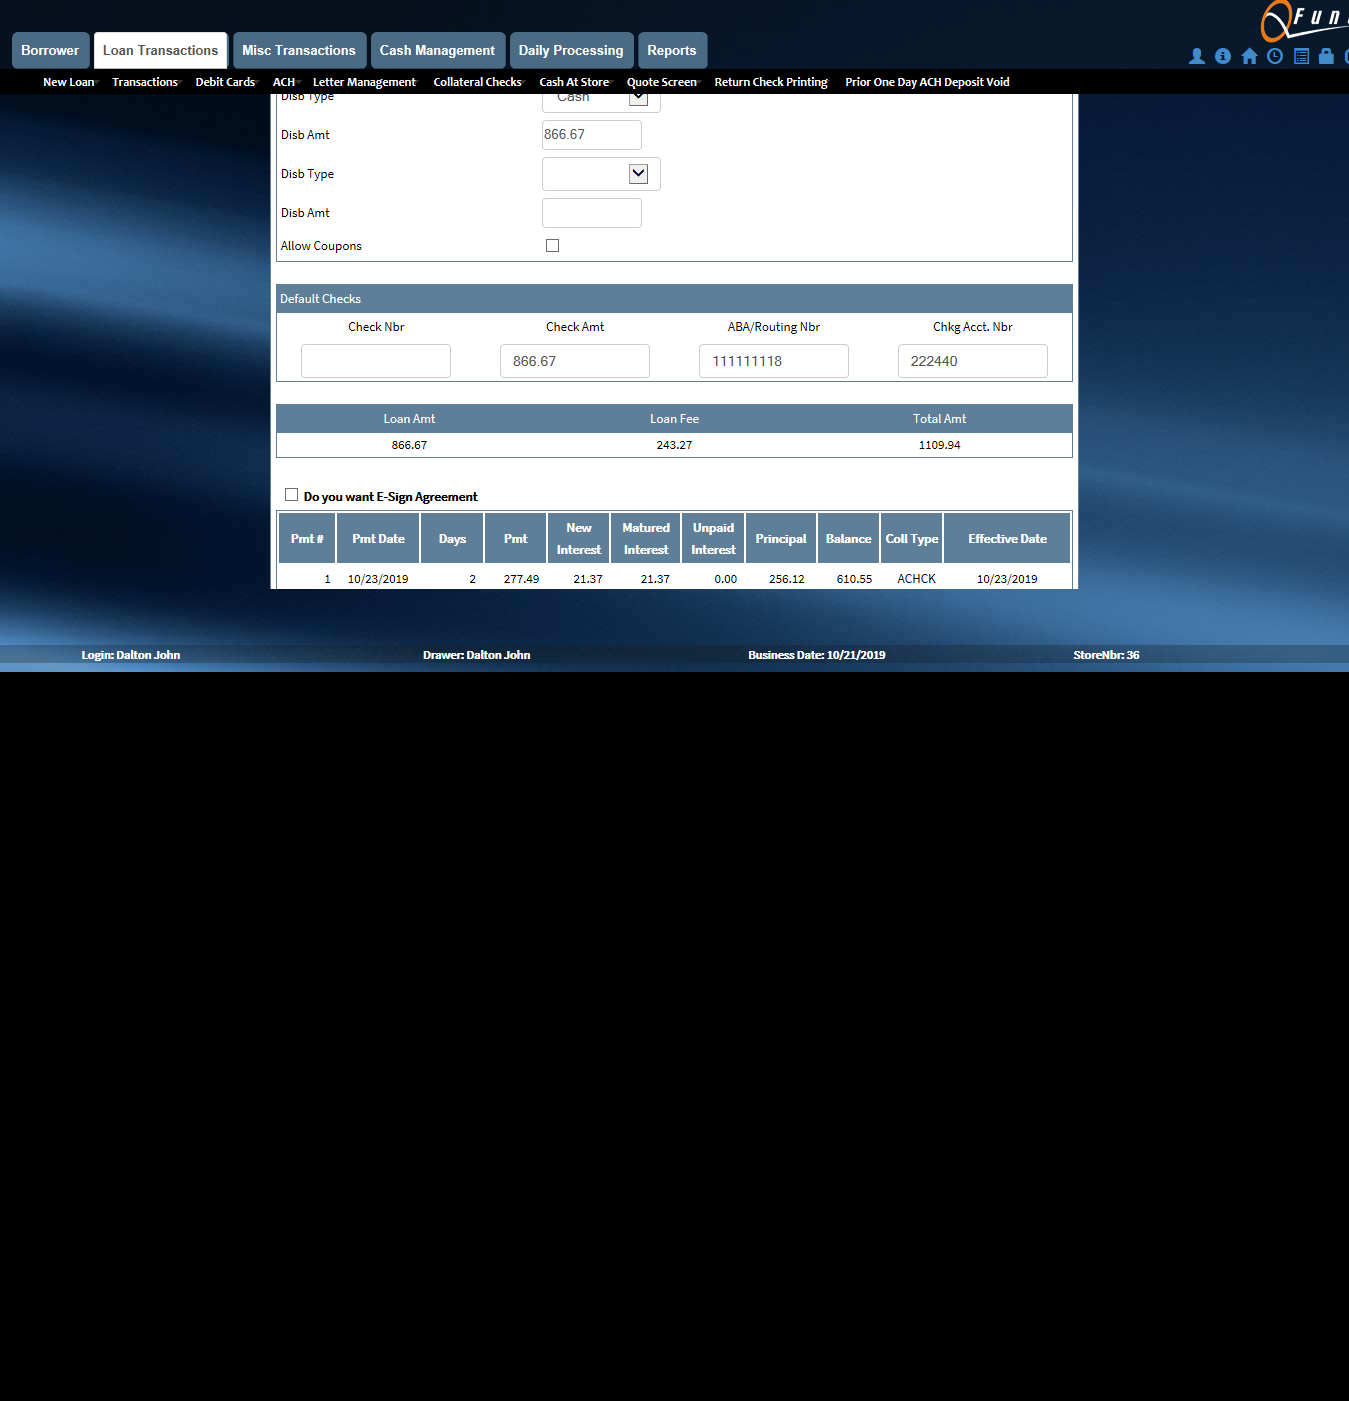 Fun
Borrower Loan Transactions Misc Transactions Cash Management Daily Processing Reports
New Loan Transactions Debit Cards ACH Letter Management Collateral Checks Cash At Store Quote Screen Return Check Printing Prior One Day ACH Deposit Void
Disb Type Cash
Disb Amt 866.67
Disb Type
Disb Amt
Allow Coupons
Default Checks
Check Nbr Check Amt ABA/Routing Nbr Chkg Acct. Nbr
866.67 111111118 222440
Loan Amt Loan Fee Total Amt
866.67 243.27 1109.94
Do you want E-Sign Agreement
Pmt # Pmt Date Days Pmt New Interest Matured Interest Unpaid Interest Principal Balance Coll Type Effective Date
1 10/23/2019 2 277.49 21.37 21.37 0.00 256.12 610.55 ACHCK 10/23/2019
Login: Dalton John Drawer: Dalton John Business Date: 10/21/2019 StoreNbr: 36